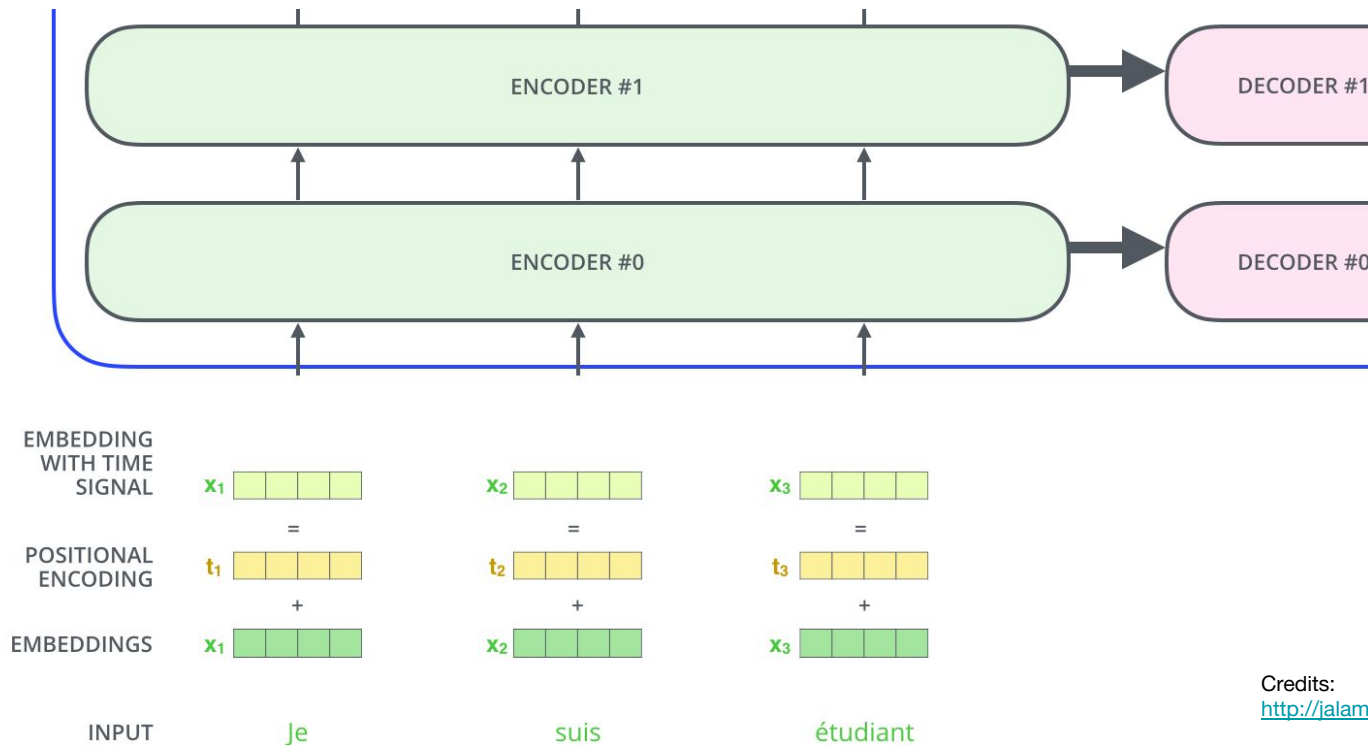 ENCODER #1
DECODER #1
ENCODER #0
DECODER #0
EMBEDDING
WITH TIME
SIGNAL
x₁
x₂
x₃
=
=
=
POSITIONAL
ENCODING
t₁
t₂
t₃
+
+
+
EMBEDDINGS
x₁
x₂
x₃
Credits:
http://jalam
INPUT
Je
suis
étudiant